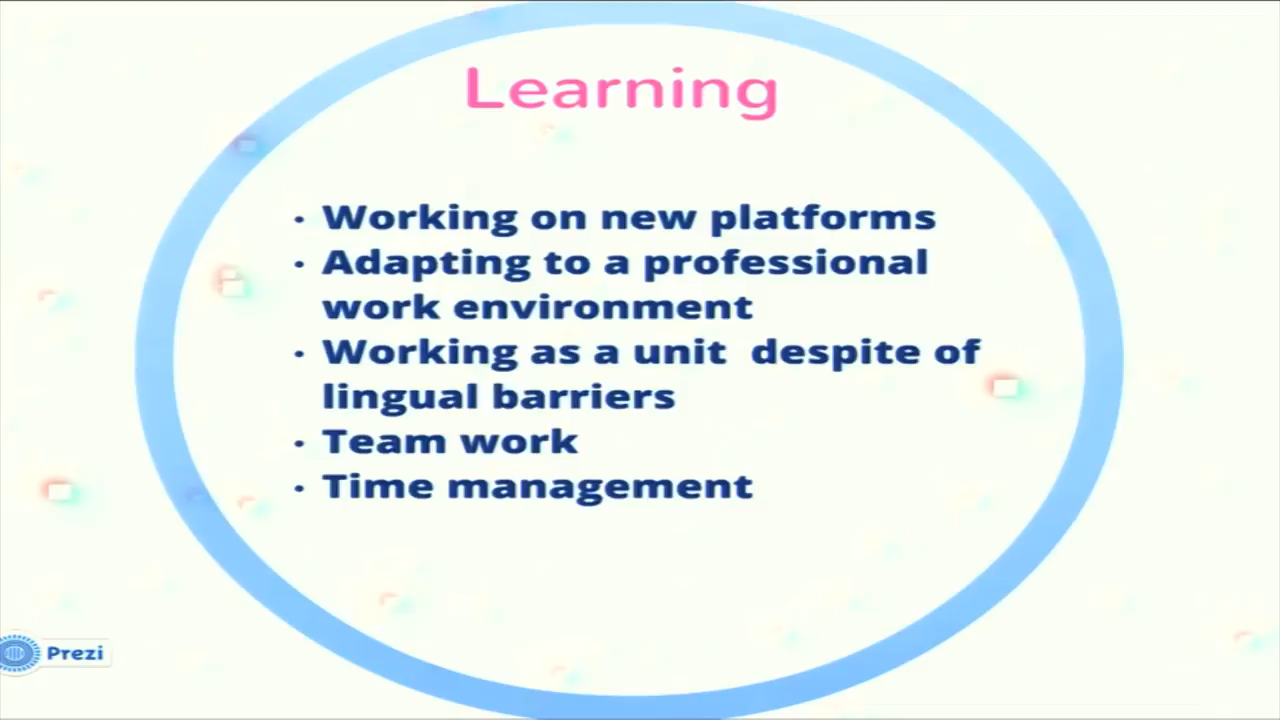 Learning
• Working on new platforms
• Adapting to a professional
work environment
• Working as a unit despite of
lingual barriers
• Team work
• Time management
Prezi